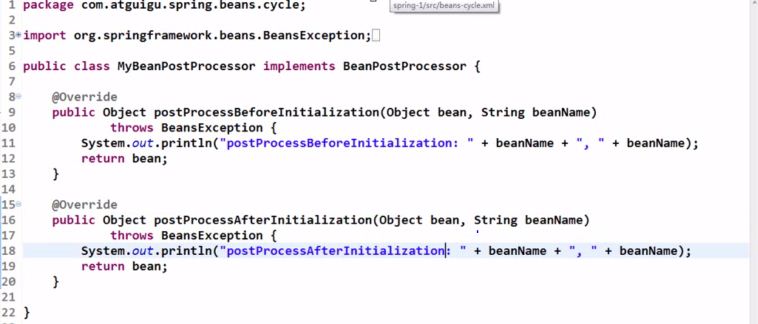 spring-1/src/beans-cycle.xml
1 package com.atguigu.spring.beans.cycle;
2
3 import org.springframework.beans.BeansException;
5
6 public class MyBeanPostProcessor implements BeanPostProcessor {
7
8 @Override
9 public Object postProcessBeforeInitialization(Object bean, String beanName)
10 throws BeansException {
11 System.out.println("postProcessBeforeInitialization: " + beanName + ", " + beanName);
12 return bean;
13 }
14
15 @Override
16 public Object postProcessAfterInitialization(Object bean, String beanName)
17 throws BeansException {
18 System.out.println("postProcessAfterInitialization: " + beanName + ", " + beanName);
19 return bean;
20 }
21
22 }